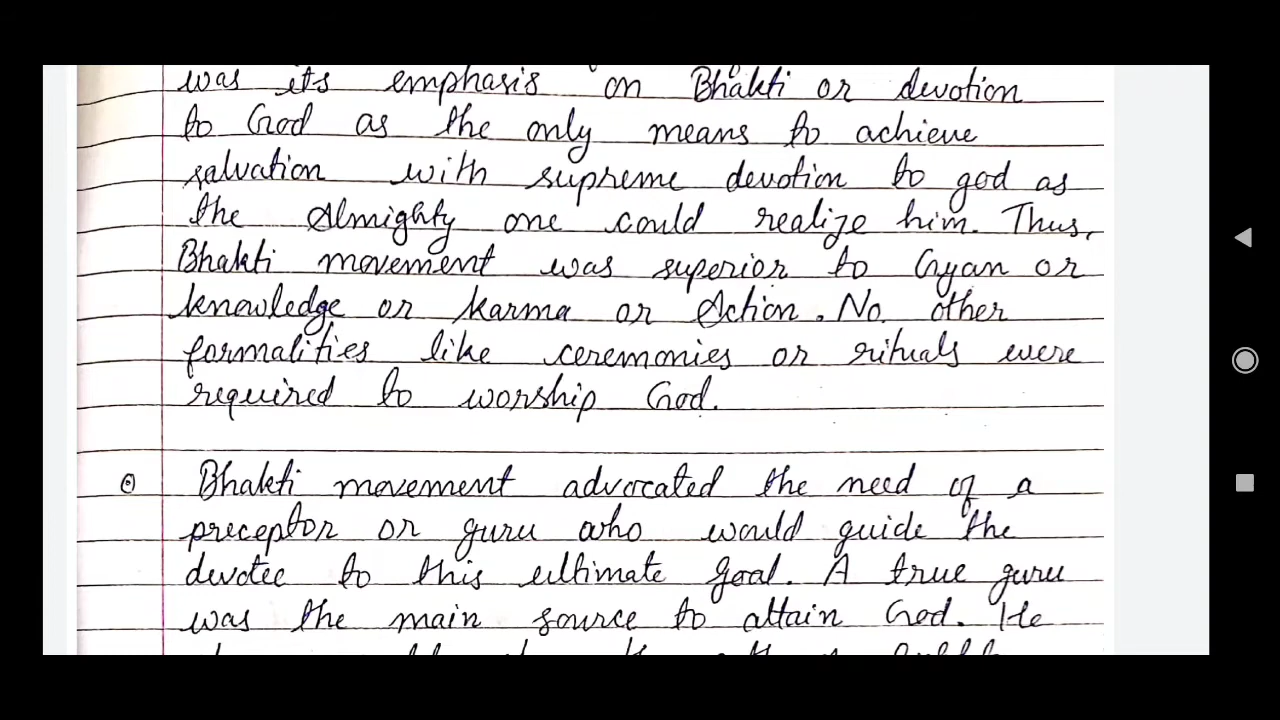 was its emphasis on Bhakti or devotion
to God as the only means to achieve
salvation with supreme devotion to god as
the Almighty one could realize him. Thus,
Bhakti movement was superior to Gyan or
knowledge or Karma or Action. No other
formalities like ceremonies or rituals were
required to worship God.
Bhakti movement advocated the need of a
preceptor or guru who would guide the
devotee to this ultimate goal. A true guru
was the main source to attain God. He